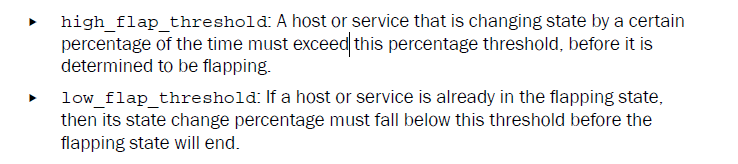 ▸ high_flap_threshold: A host or service that is changing state by a certain
percentage of the time must exceed this percentage threshold, before it is
determined to be flapping.
▸ low_flap_threshold: If a host or service is already in the flapping state,
then its state change percentage must fall below this threshold before the
flapping state will end.